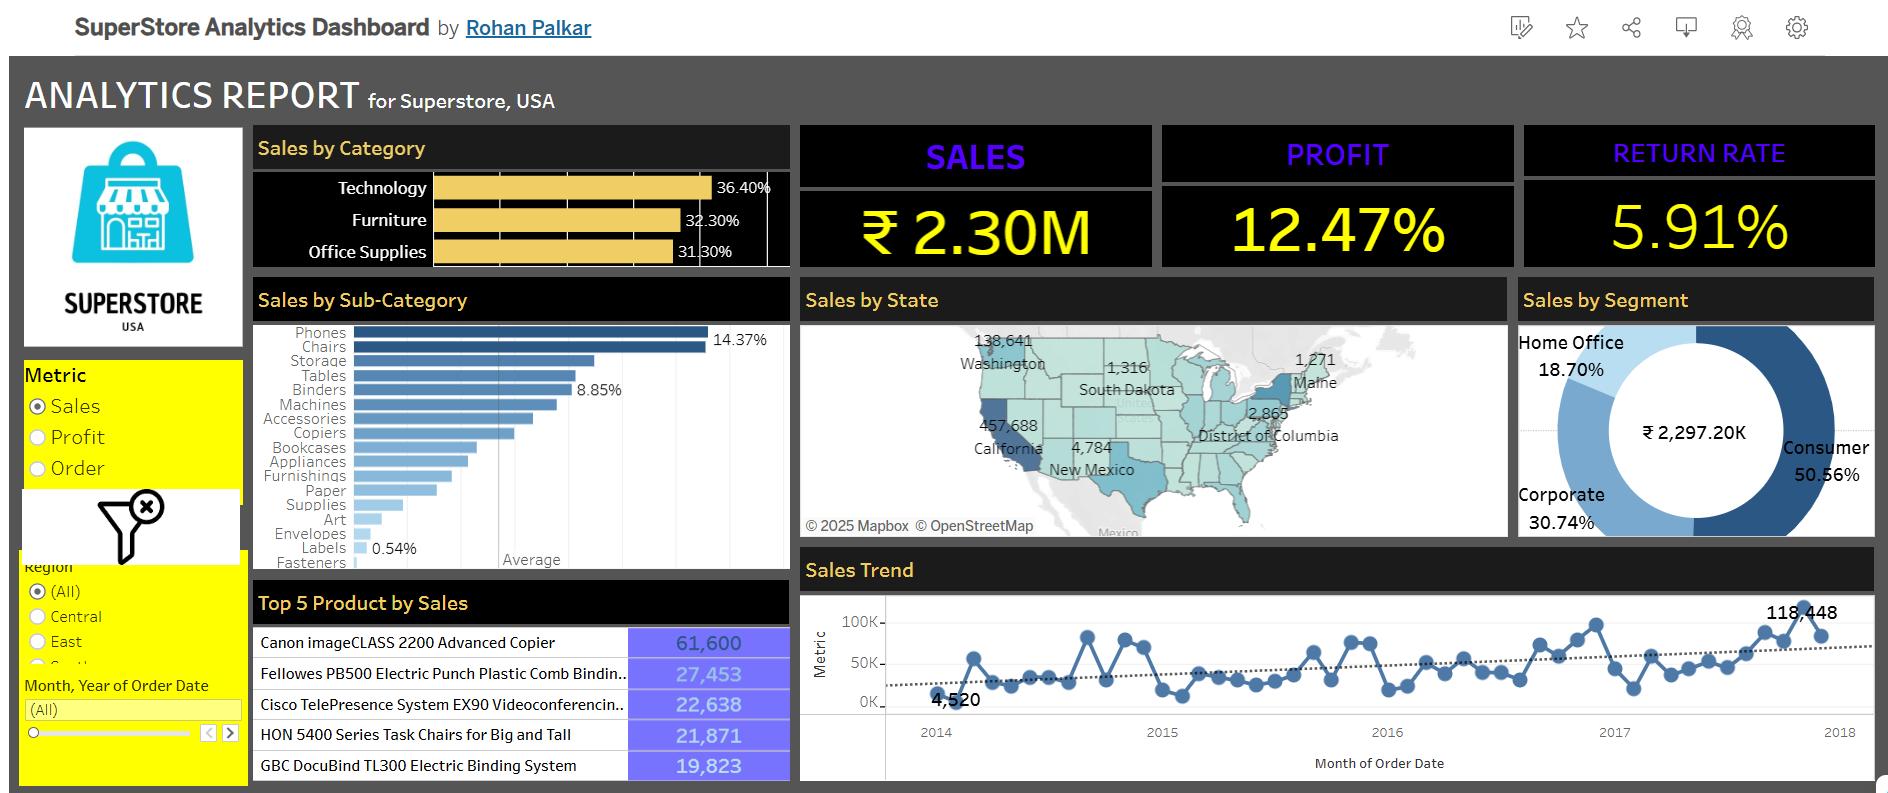 SuperStore Analytics Dashboard by Rohan Palkar
ANALYTICS REPORT for Superstore, USA
SUPERSTORE
USA
Metric
Sales
Profit
Order
Region
(All)
Central
East
Month, Year of Order Date
(All)
Sales by Category
Technology 36.40%
Furniture 32.30%
Office Supplies 31.30%
SALES
₹ 2.30M
PROFIT
12.47%
RETURN RATE
5.91%
Sales by Sub-Category
Phones
Chairs 14.37%
Storage
Tables
Binders 8.85%
Machines
Accessories
Copiers
Bookcases
Appliances
Furnishings
Paper
Supplies
Art
Envelopes
Labels 0.54%
Fasteners
Average
Top 5 Product by Sales
Canon imageCLASS 2200 Advanced Copier 61,600
Fellowes PB500 Electric Punch Plastic Comb Bindin.. 27,453
Cisco TelePresence System EX90 Videoconferencin.. 22,638
HON 5400 Series Task Chairs for Big and Tall 21,871
GBC DocuBind TL300 Electric Binding System 19,823
Sales by State
138,641
Washington
1,316
South Dakota
United
States
1,271
Maine
2,865
District of Columbia
457,688
California
4,784
New Mexico
Mexico
© 2025 Mapbox © OpenStreetMap
Sales by Segment
Home Office
18.70%
₹ 2,297.20K
Consumer
50.56%
Corporate
30.74%
Sales Trend
Metric
100K
50K
0K
4,520
118,448
2014 2015 2016 2017 2018
Month of Order Date